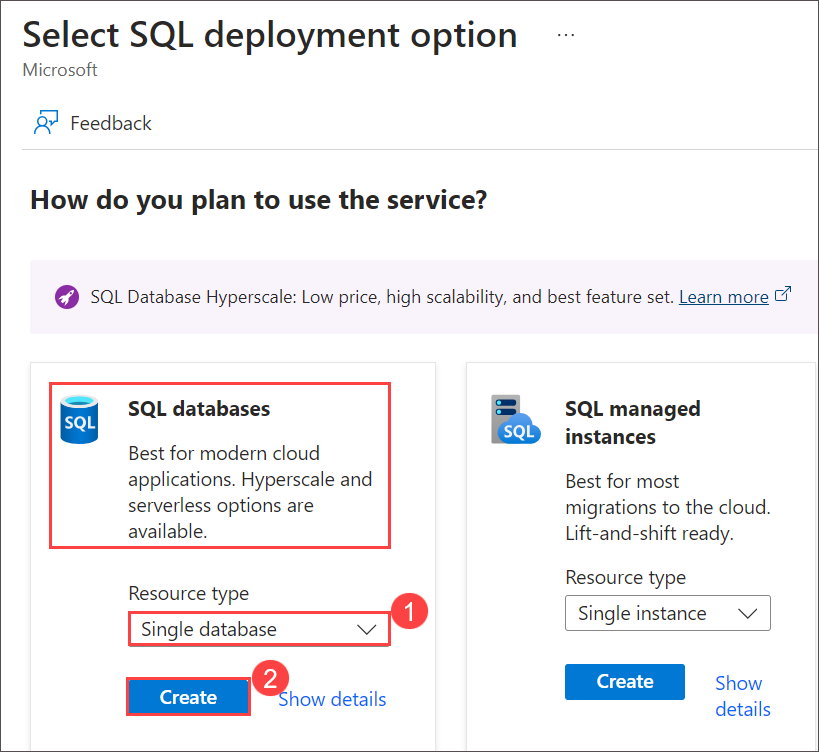 Select SQL deployment option ...
Microsoft
Feedback
How do you plan to use the service?
SQL Database Hyperscale: Low price, high scalability, and best feature set. Learn more
SQL
SQL databases
Best for modern cloud
applications. Hyperscale and
serverless options are
available.
Resource type
Single database
1
Create
2
Show details
SQL
SQL managed
instances
Best for most
migrations to the cloud.
Lift-and-shift ready.
Resource type
Single instance
Create
Show
details